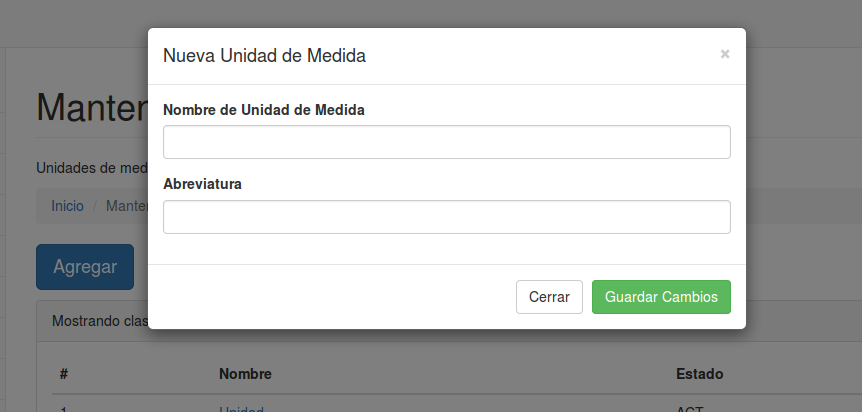 Nueva Unidad de Medida
×
Nombre de Unidad de Medida
Abreviatura
Cerrar
Guardar Cambios
Unidades de med
Inicio / Manten
Agregar
Mostrando clas
# Nombre Estado
1 Unidad ACT